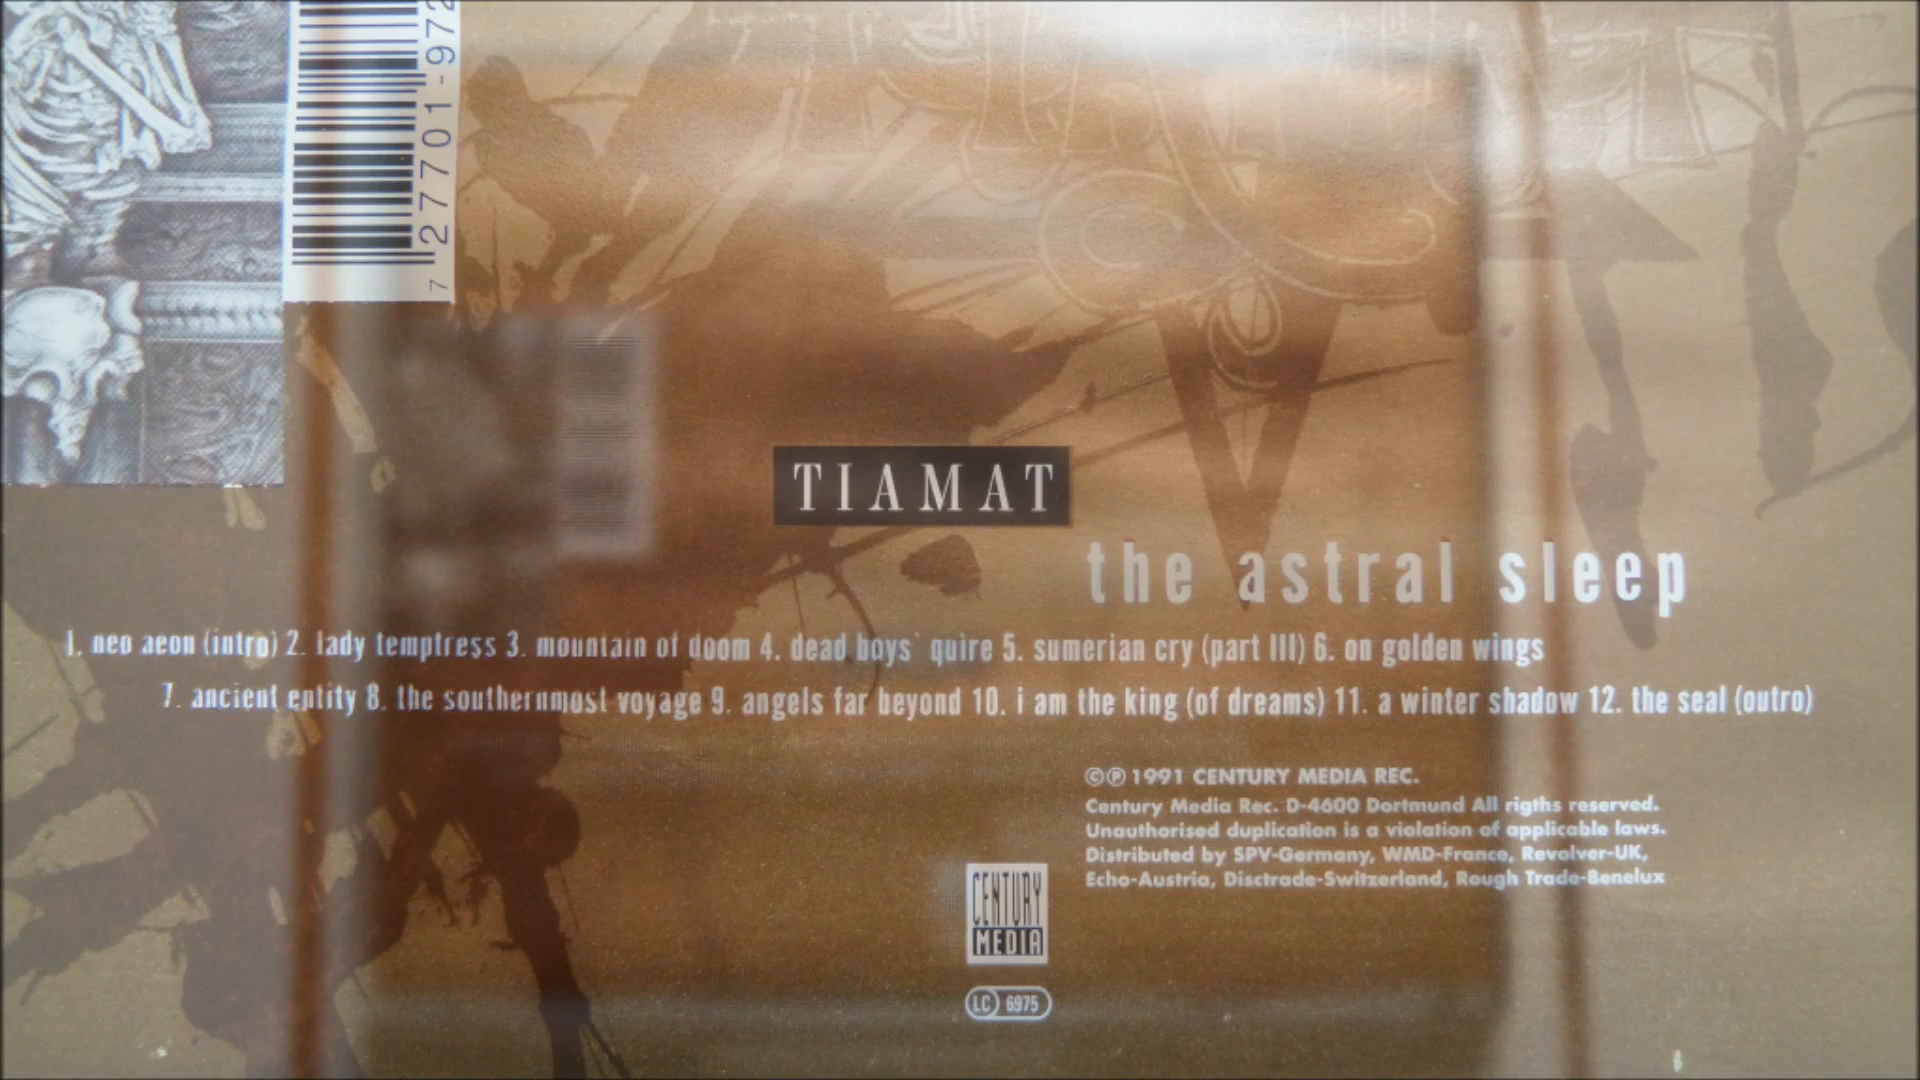 7 27701-972
TIAMAT
the astral sleep
1. neo aeon (intro) 2. lady temptress 3. mountain of doom 4. dead boys` quire 5. sumerian cry (part III) 6. on golden wings
7. ancient entity 8. the southernmost voyage 9. angels far beyond 10. i am the king (of dreams) 11. a winter shadow 12. the seal (outro)
©℗ 1991 CENTURY MEDIA REC.
Century Media Rec. D-4600 Dortmund All rigths reserved.
Unauthorised duplication is a violation of applicable laws.
Distributed by SPV-Germany, WMD-France, Revolver-UK,
Echo-Austria, Disctrade-Switzerland, Rough Trade-Benelux
CENTURY
MEDIA
LC 6975